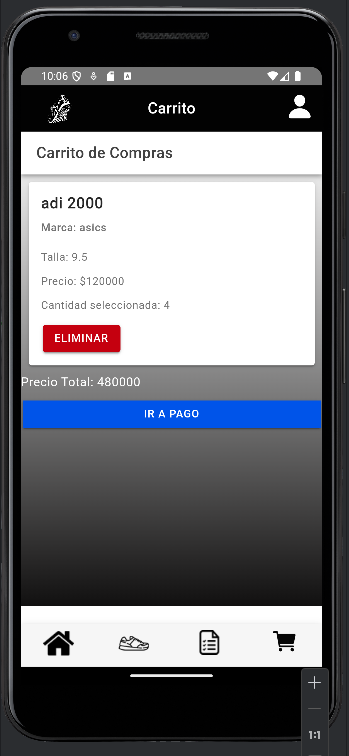 10:06
Carrito
Carrito de Compras
adi 2000
Marca: asics
Talla: 9.5
Precio: $120000
Cantidad seleccionada: 4
ELIMINAR
Precio Total: 480000
IR A PAGO
1:1